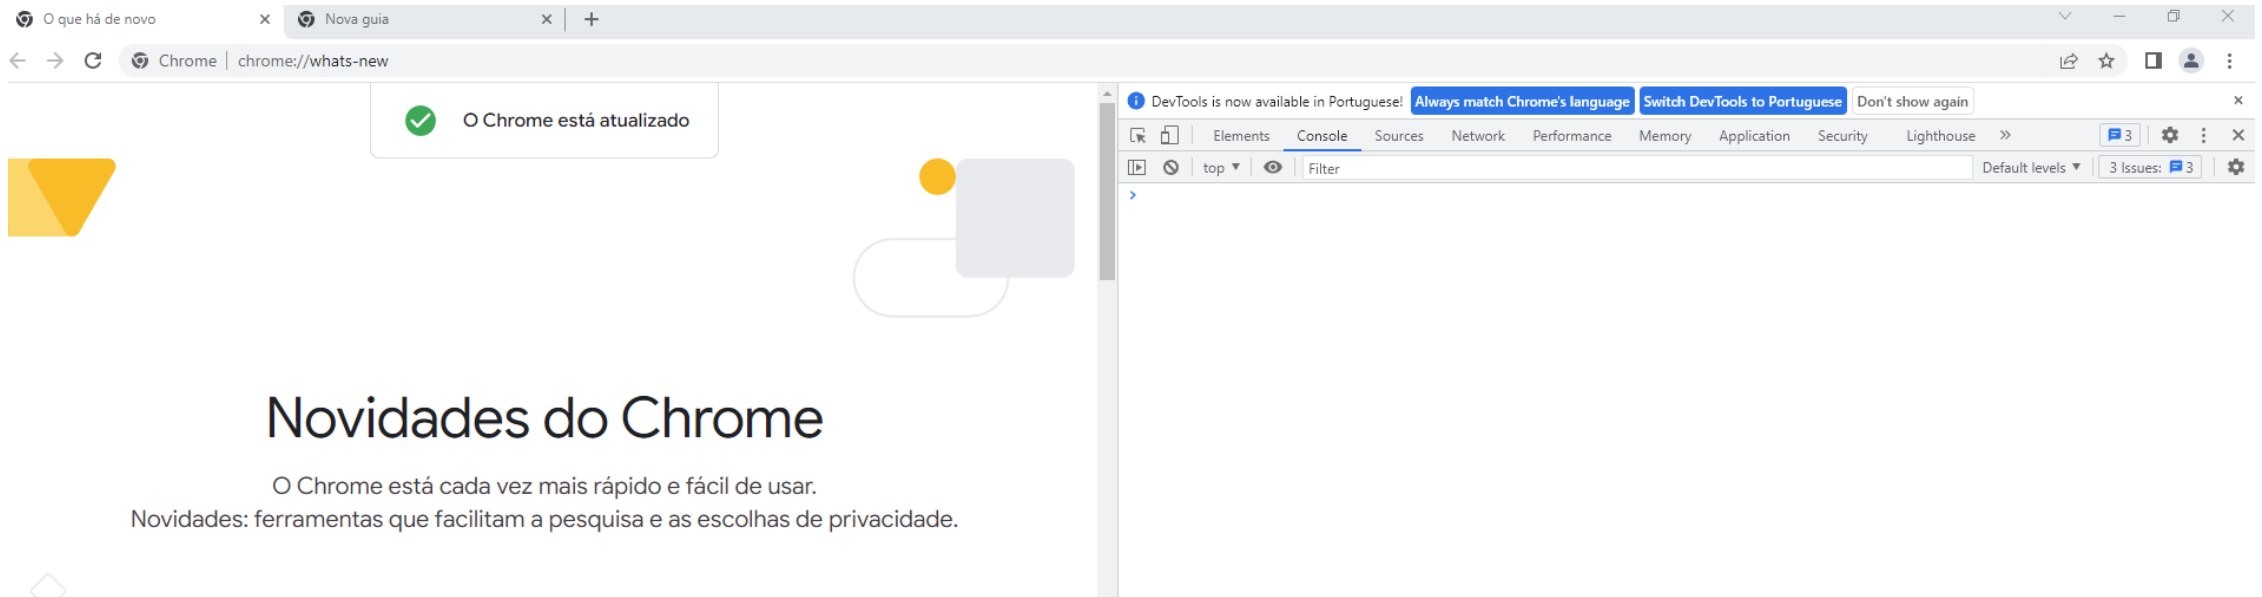 O que há de novo
Nova guia
Chrome | chrome://whats-new
O Chrome está atualizado
Novidades do Chrome
O Chrome está cada vez mais rápido e fácil de usar.
Novidades: ferramentas que facilitam a pesquisa e as escolhas de privacidade.
DevTools is now available in Portuguese! Always match Chrome's language Switch DevTools to Portuguese Don't show again
Elements Console Sources Network Performance Memory Application Security Lighthouse 3
top Filter Default levels 3 Issues: 3